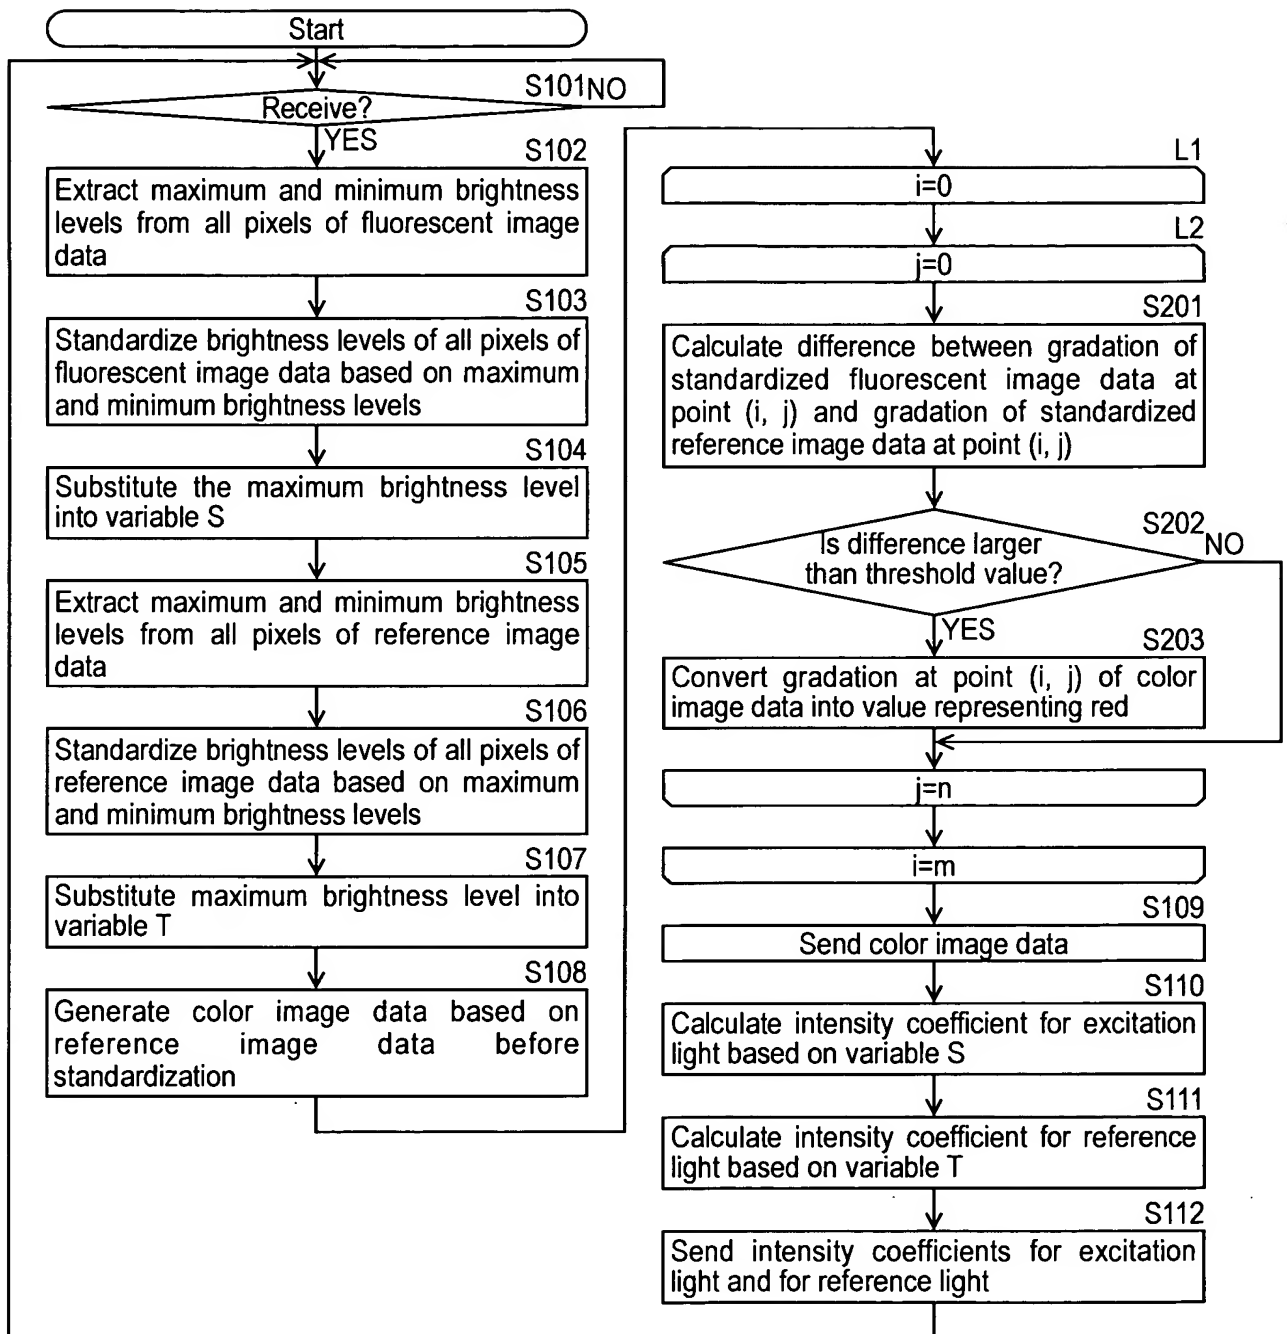 Start
S101 NO
Receive?
YES
S102
Extract maximum and minimum brightness
levels from all pixels of fluorescent image
data
S103
Standardize brightness levels of all pixels of
fluorescent image data based on maximum
and minimum brightness levels
S104
Substitute the maximum brightness level
into variable S
S105
Extract maximum and minimum brightness
levels from all pixels of reference image
data
S106
Standardize brightness levels of all pixels of
reference image data based on maximum
and minimum brightness levels
S107
Substitute maximum brightness level into
variable T
S108
Generate color image data based on
reference image data before
standardization
L1
i=0
L2
j=0
S201
Calculate difference between gradation of
standardized fluorescent image data at
point (i, j) and gradation of standardized
reference image data at point (i, j)
S202 NO
Is difference larger
than threshold value?
YES
S203
Convert gradation at point (i, j) of color
image data into value representing red
j=n
i=m
S109
Send color image data
S110
Calculate intensity coefficient for excitation
light based on variable S
S111
Calculate intensity coefficient for reference
light based on variable T
S112
Send intensity coefficients for excitation
light and for reference light